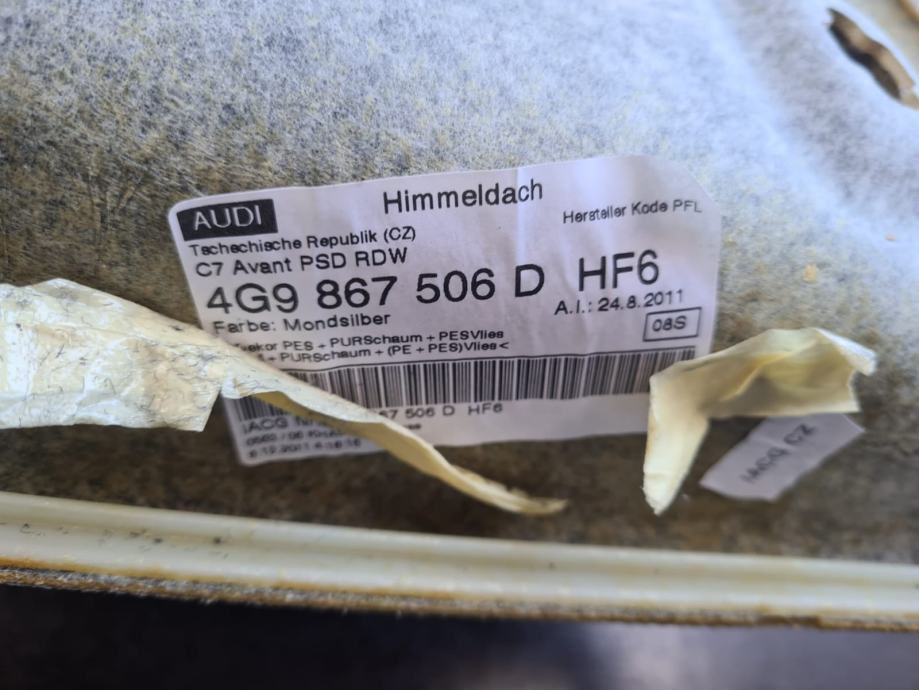 AUDI
Himmeldach
Hersteller Kode PFL
Tschechische Republik (CZ)
C7 Avant PSD RDW
4G9 867 506 D HF6
A.I.: 24.8.2011
Farbe: Mondsilber
08S
PES + PURSchaum + PESVlies
+ PURSchaum + (PE + PES)Vlies<
506 D HF6
IACG
IACG CZ